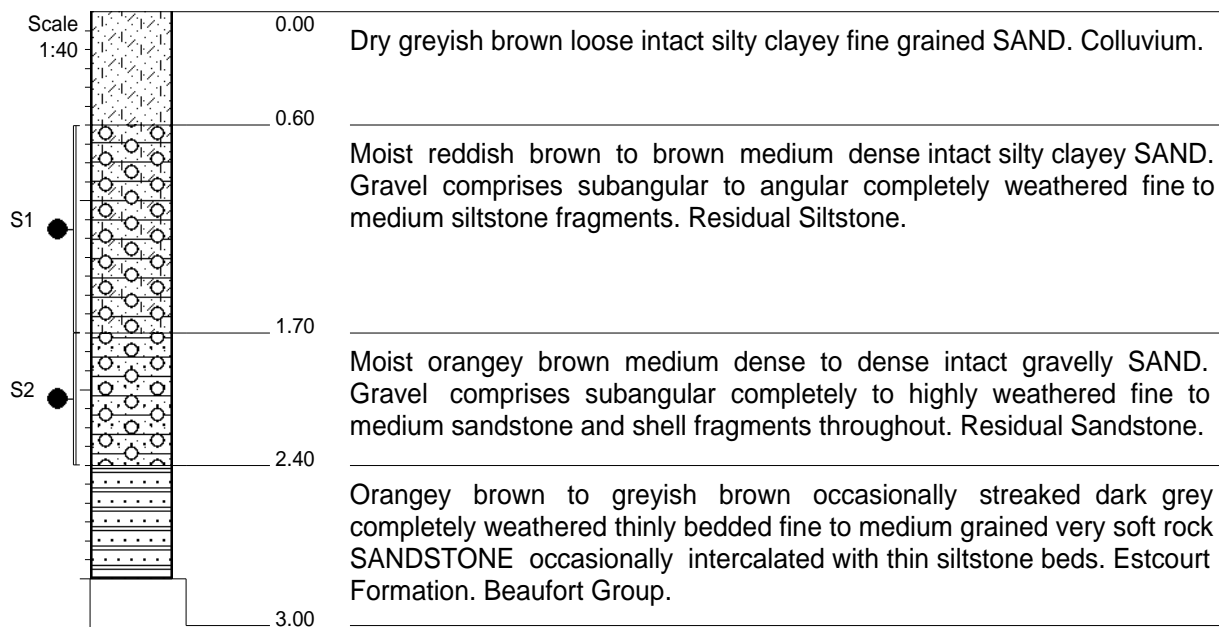 Scale
1:40
0.00
Dry greyish brown loose intact silty clayey fine grained SAND. Colluvium.
0.60
Moist reddish brown to brown medium dense intact silty clayey SAND.
Gravel comprises subangular to angular completely weathered fine to
medium siltstone fragments. Residual Siltstone.
S1
1.70
Moist orangey brown medium dense to dense intact gravelly SAND.
Gravel comprises subangular completely to highly weathered fine to
medium sandstone and shell fragments throughout. Residual Sandstone.
S2
2.40
Orangey brown to greyish brown occasionally streaked dark grey
completely weathered thinly bedded fine to medium grained very soft rock
SANDSTONE occasionally intercalated with thin siltstone beds. Estcourt
Formation. Beaufort Group.
3.00